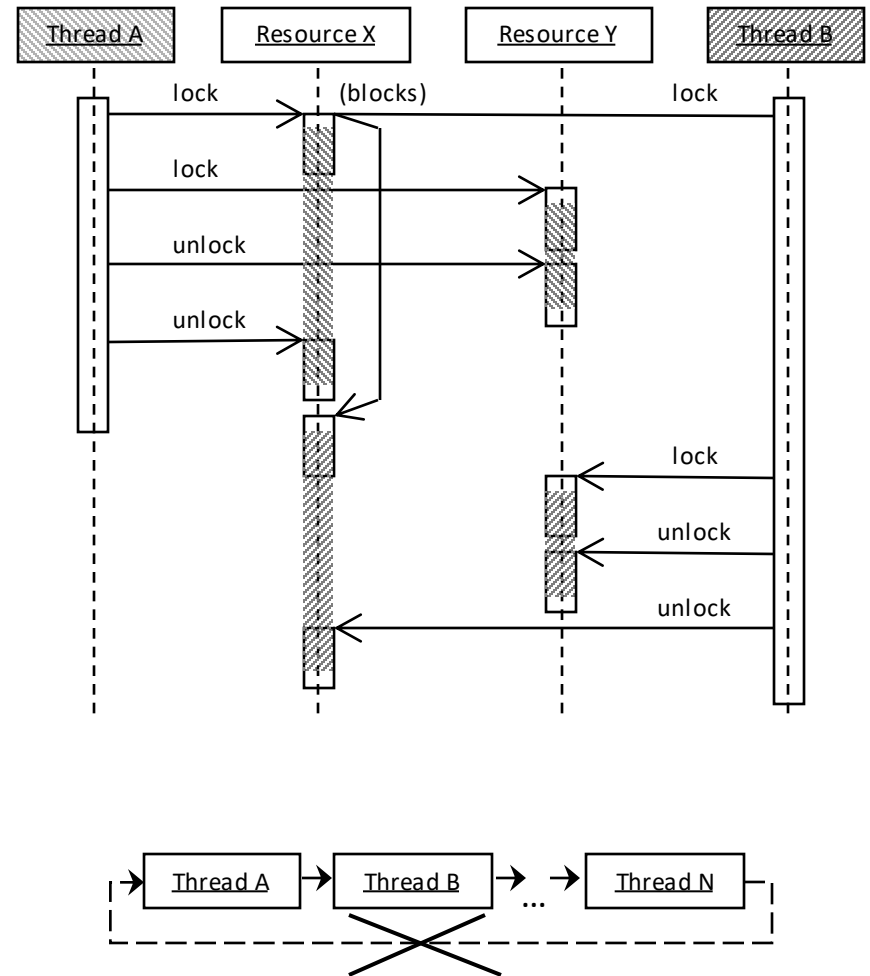 Thread A
Resource X
Resource Y
Thread B
lock
(blocks)
lock
lock
unlock
unlock
lock
unlock
unlock
Thread A
Thread B
...
Thread N